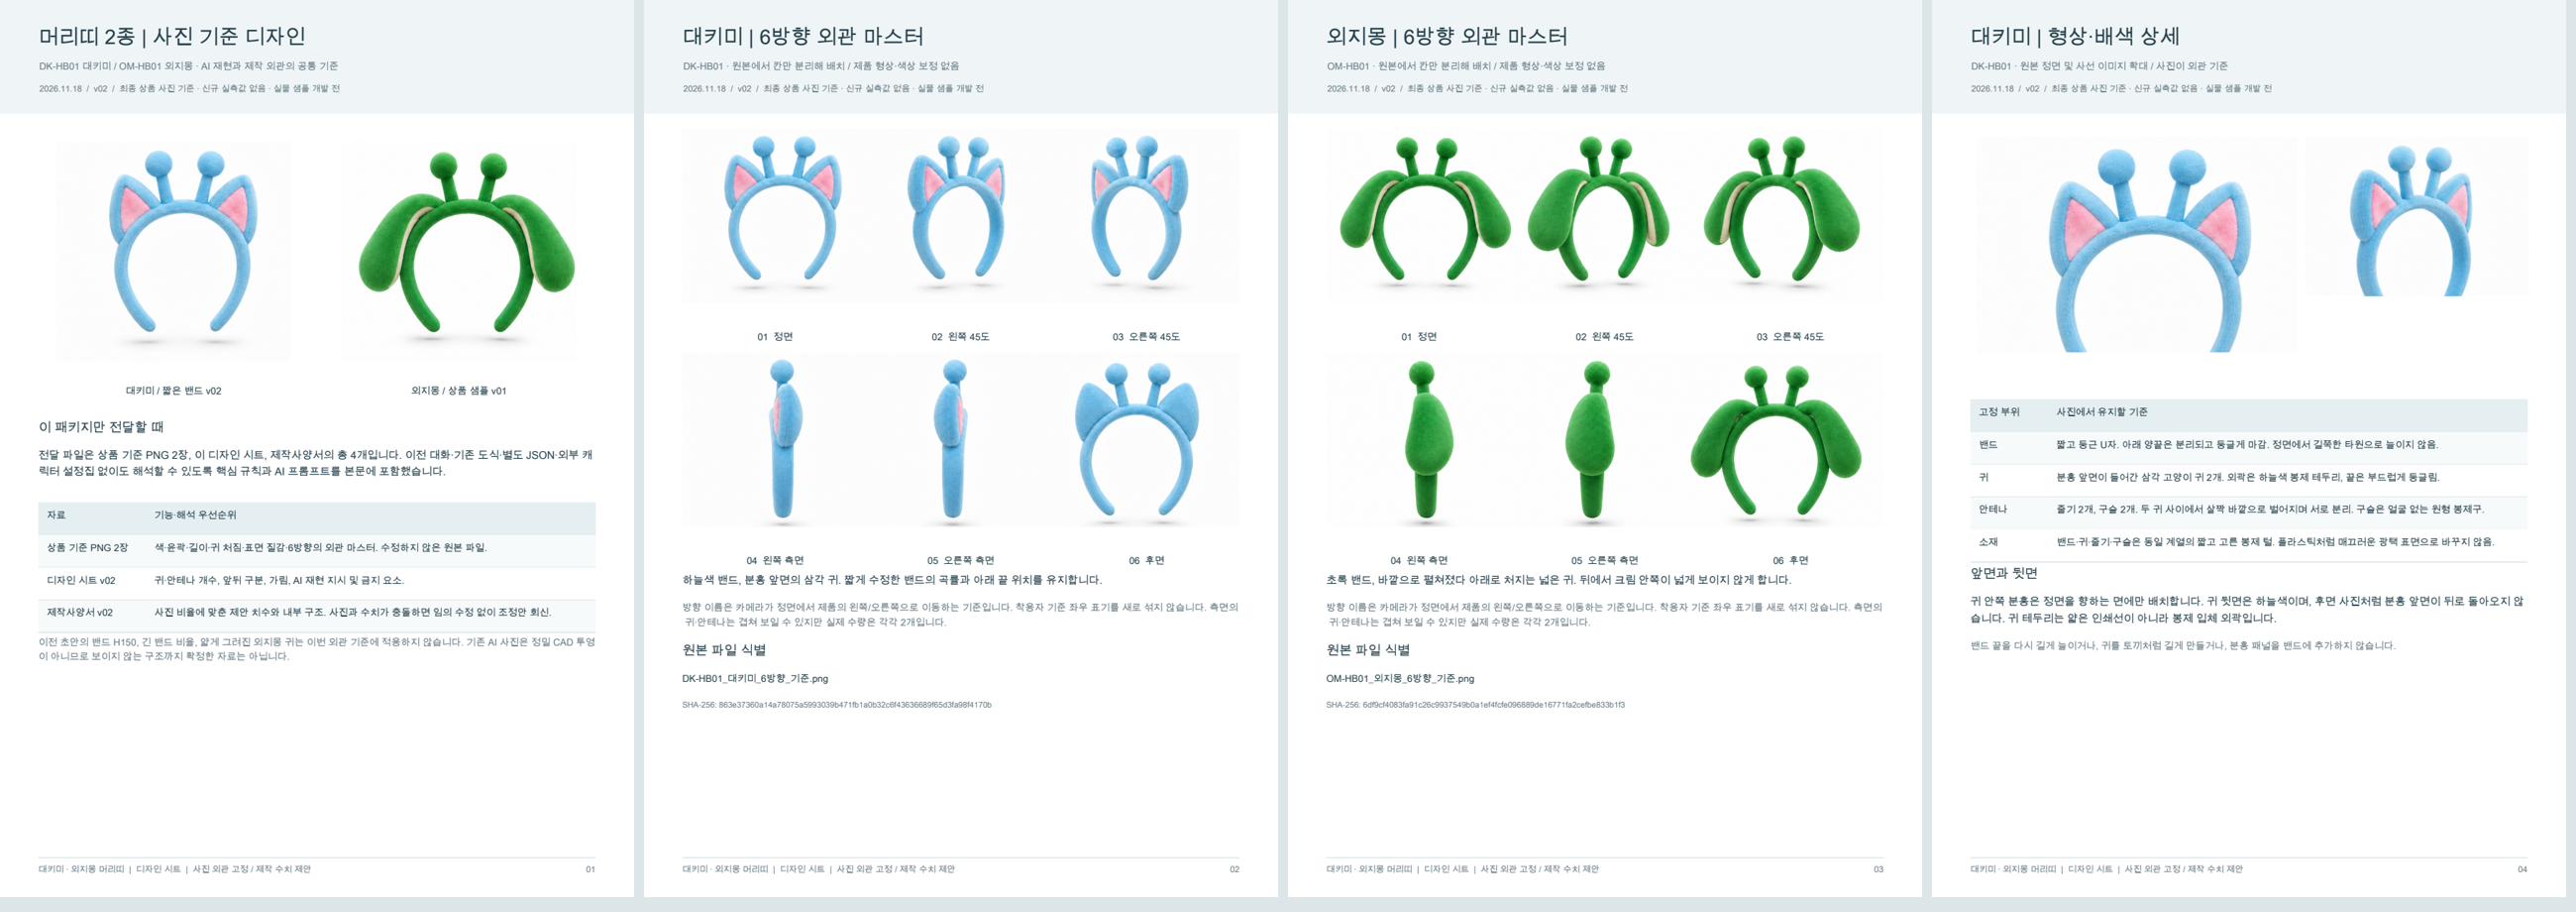 머리띠 2종 | 사진 기준 디자인
DK-HB01 대키미 / OM-HB01 외지몽 · AI 재현과 제작 외관의 공통 기준
2026.11.18 / v02 / 최종 상품 사진 기준 · 신규 실측값 없음 · 실물 샘플 개발 전
대키미 / 짧은 밴드 v02
외지몽 / 상품 샘플 v01
이 패키지만 전달할 때
전달 파일은 상품 기준 PNG 2장, 이 디자인 시트, 제작사양서의 총 4개입니다. 이전 대화·기존 도식·별도 JSON·외부 캐
릭터 설정집 없이도 해석할 수 있도록 핵심 규칙과 AI 프롬프트를 본문에 포함했습니다.
자료 기능·해석 우선순위
상품 기준 PNG 2장 색·윤곽·길이·귀 처짐·표면 질감·6방향의 외관 마스터. 수정하지 않은 원본 파일.
디자인 시트 v02 귀·안테나 개수, 앞뒤 구분, 가림, AI 재현 지시 및 금지 요소.
제작사양서 v02 사진 비율에 맞춘 제안 치수와 내부 구조. 사진과 수치가 충돌하면 임의 수정 없이 조정안 회신.
이전 초안의 밴드 H150, 긴 밴드 비율, 얇게 그려진 외지몽 귀는 이번 외관 기준에 적용하지 않습니다. 기존 AI 사진은 정밀 CAD 투영
이 아니므로 보이지 않는 구조까지 확정한 자료는 아닙니다.
대키미 · 외지몽 머리띠 | 디자인 시트 | 사진 외관 고정 / 제작 수치 제안 01
대키미 | 6방향 외관 마스터
DK-HB01 · 원본에서 칸만 분리해 배치 / 제품 형상·색상 보정 없음
2026.11.18 / v02 / 최종 상품 사진 기준 · 신규 실측값 없음 · 실물 샘플 개발 전
01 정면
02 왼쪽 45도
03 오른쪽 45도
04 왼쪽 측면
05 오른쪽 측면
06 후면
하늘색 밴드, 분홍 앞면의 삼각 귀. 짧게 수정한 밴드의 곡률과 아래 끝 위치를 유지합니다.
방향 이름은 카메라가 정면에서 제품의 왼쪽/오른쪽으로 이동하는 기준입니다. 착용자 기준 좌우 표기를 새로 섞지 않습니다. 측면의
귀·안테나는 겹쳐 보일 수 있지만 실제 수량은 각각 2개입니다.
원본 파일 식별
DK-HB01_대키미_6방향_기준.png
SHA-256: 863e37360a14a78075a5993039b471fb1a0b32c6f43636689f65d3fa98f4170b
대키미 · 외지몽 머리띠 | 디자인 시트 | 사진 외관 고정 / 제작 수치 제안 02
외지몽 | 6방향 외관 마스터
OM-HB01 · 원본에서 칸만 분리해 배치 / 제품 형상·색상 보정 없음
2026.11.18 / v02 / 최종 상품 사진 기준 · 신규 실측값 없음 · 실물 샘플 개발 전
01 정면
02 왼쪽 45도
03 오른쪽 45도
04 왼쪽 측면
05 오른쪽 측면
06 후면
초록 밴드, 바깥으로 펼쳐졌다 아래로 처지는 넓은 귀. 뒤에서 크림 안쪽이 넓게 보이지 않게 합니다.
방향 이름은 카메라가 정면에서 제품의 왼쪽/오른쪽으로 이동하는 기준입니다. 착용자 기준 좌우 표기를 새로 섞지 않습니다. 측면의
귀·안테나는 겹쳐 보일 수 있지만 실제 수량은 각각 2개입니다.
원본 파일 식별
OM-HB01_외지몽_6방향_기준.png
SHA-256: 6df9cf4083fa91c26c9937549b0a1ef4fcfe096889de16771fa2cefbe833b1f3
대키미 · 외지몽 머리띠 | 디자인 시트 | 사진 외관 고정 / 제작 수치 제안 03
대키미 | 형상·배색 상세
DK-HB01 · 원본 정면 및 사선 이미지 확대 / 사진이 외관 기준
2026.11.18 / v02 / 최종 상품 사진 기준 · 신규 실측값 없음 · 실물 샘플 개발 전
고정 부위 사진에서 유지할 기준
밴드 짧고 둥근 U자. 아래 양끝은 분리되고 둥글게 마감. 정면에서 길쭉한 타원으로 늘이지 않음.
귀 분홍 앞면이 들어간 삼각 고양이 귀 2개. 외곽은 하늘색 봉제 테두리, 끝은 부드럽게 둥글림.
안테나 줄기 2개, 구슬 2개. 두 귀 사이에서 살짝 바깥으로 벌어지며 서로 분리. 구슬은 얼굴 없는 원형 봉제구.
소재 밴드·귀·줄기·구슬은 동일 계열의 짧고 고른 봉제 털. 플라스틱처럼 매끄러운 광택 표면으로 바꾸지 않음.
앞면과 뒷면
귀 안쪽 분홍은 정면을 향하는 면에만 배치합니다. 귀 뒷면은 하늘색이며, 후면 사진처럼 분홍 앞면이 뒤로 돌아오지 않
습니다. 귀 테두리는 얇은 인쇄선이 아니라 봉제 입체 외곽입니다.
밴드 끝을 다시 길게 늘이거나, 귀를 토끼처럼 길게 만들거나, 분홍 패널을 밴드에 추가하지 않습니다.
대키미 · 외지몽 머리띠 | 디자인 시트 | 사진 외관 고정 / 제작 수치 제안 04